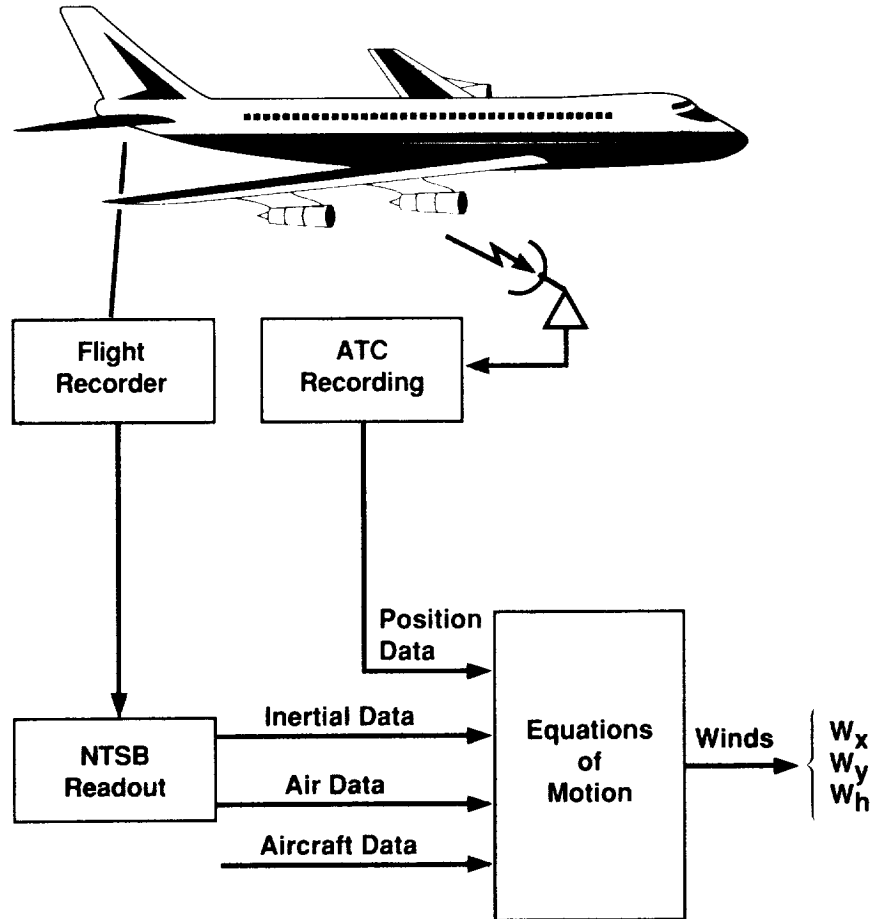 Flight
Recorder
ATC
Recording
Position
Data
Inertial Data
NTSB
Readout
Air Data
Aircraft Data
Equations
of
Motion
Winds
Wx
Wy
Wh